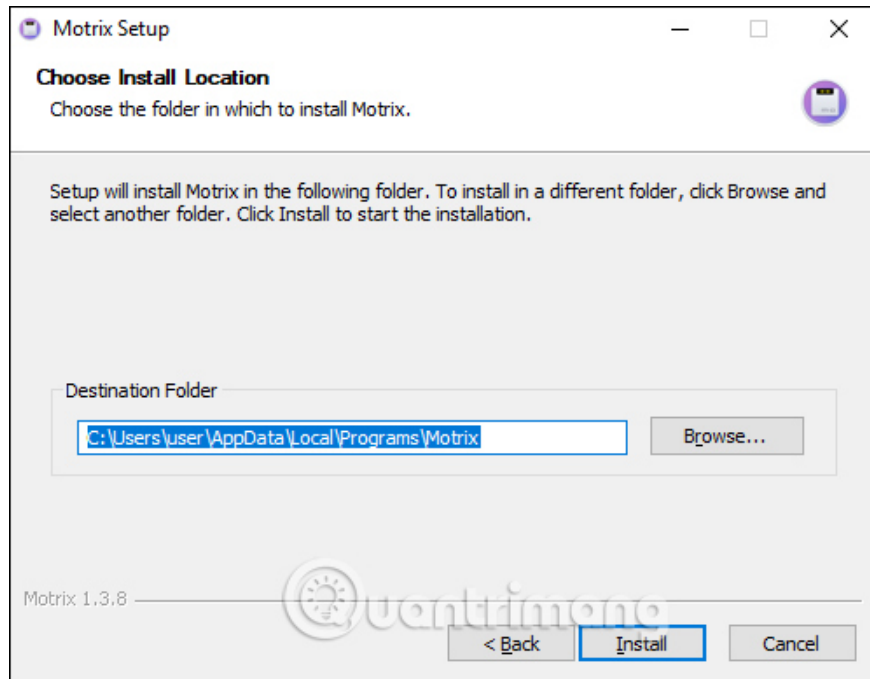 Motrix Setup
Choose Install Location
Choose the folder in which to install Motrix.
Setup will install Motrix in the following folder. To install in a different folder, click Browse and
select another folder. Click Install to start the installation.
Destination Folder
C:\Users\user\AppData\Local\Programs\Motrix
Browse...
Motrix 1.3.8
Quantrimang
< Back
Install
Cancel